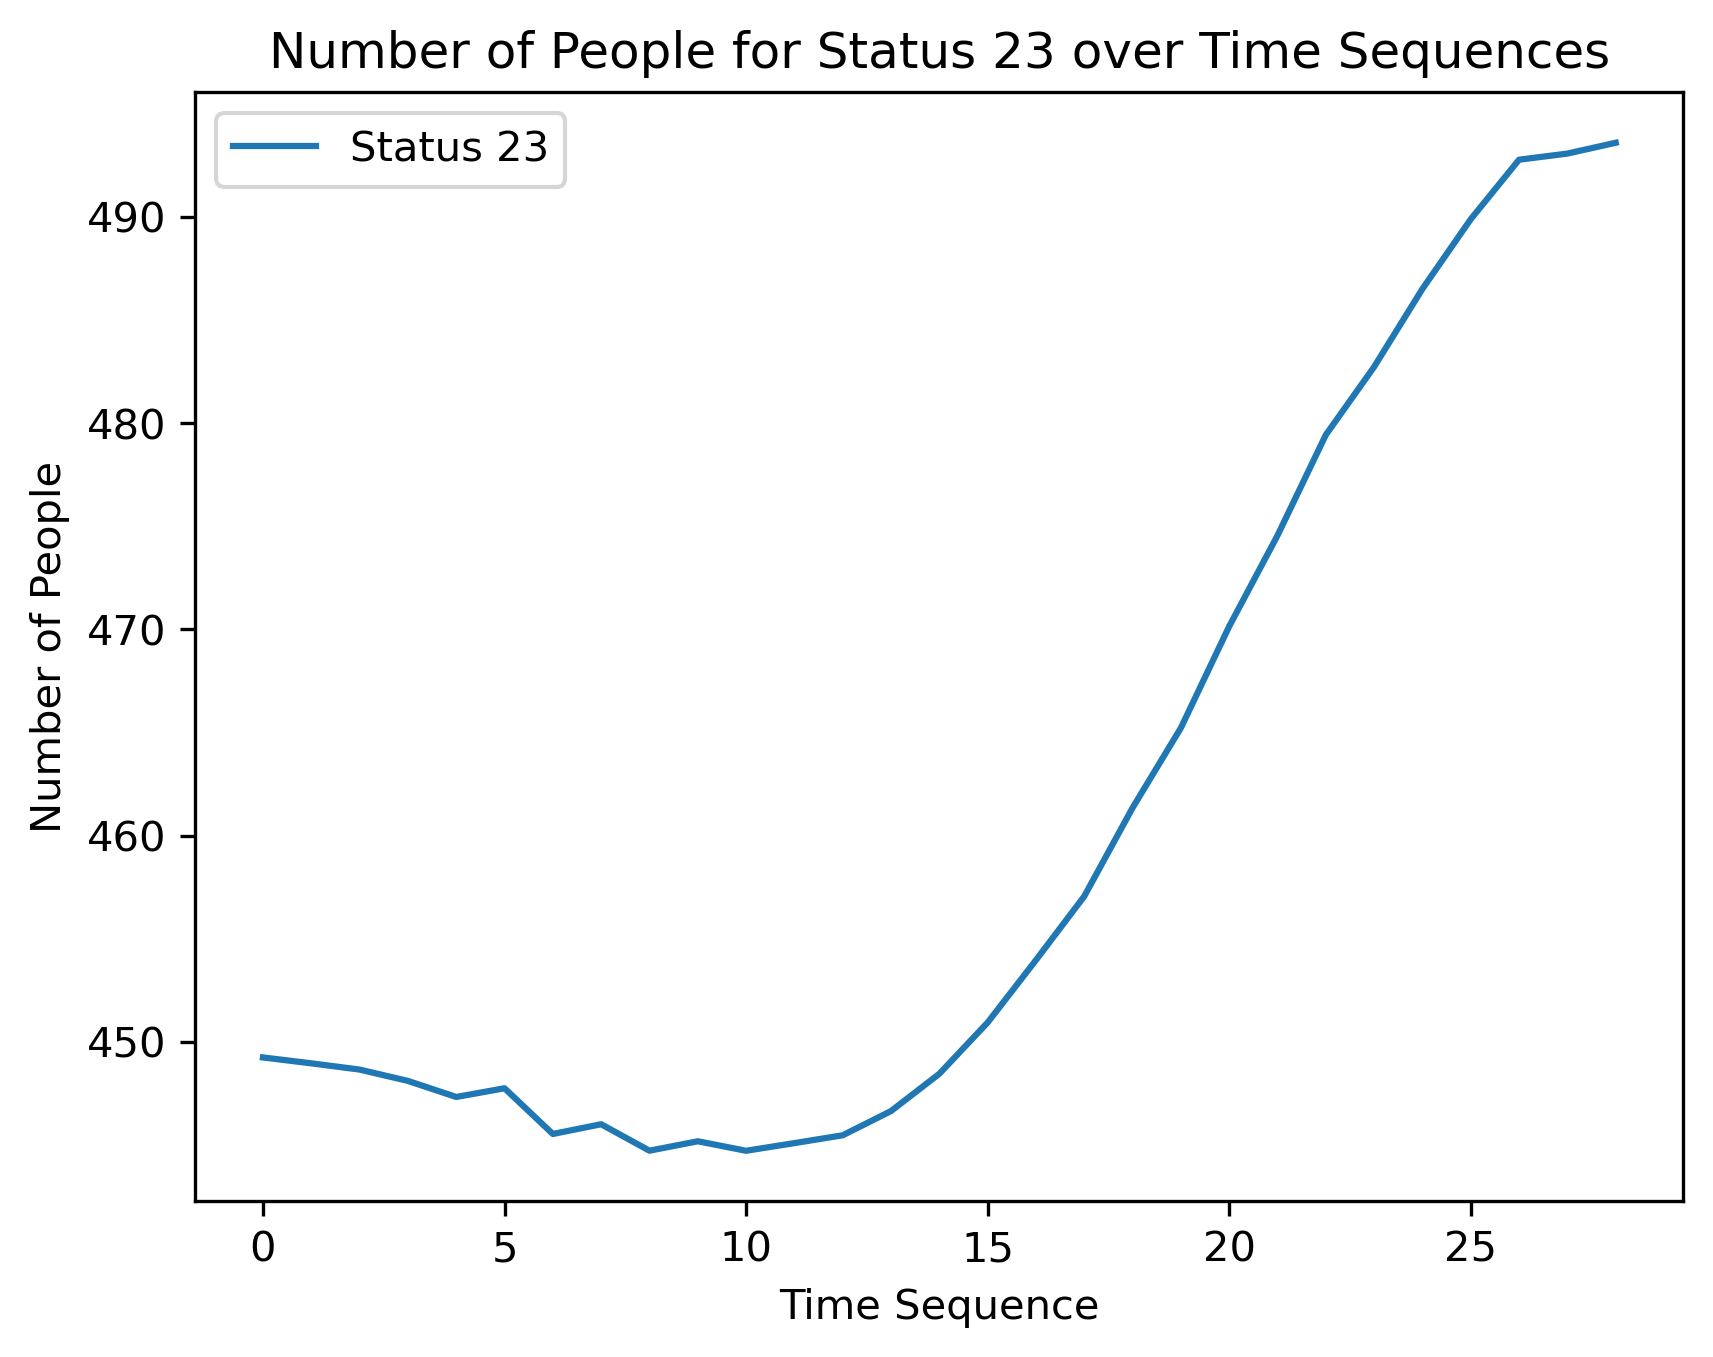 Number of People for Status 23 over Time Sequences
Status 23
490
480
470
460
450
Number of People
0 5 10 15 20 25
Time Sequence